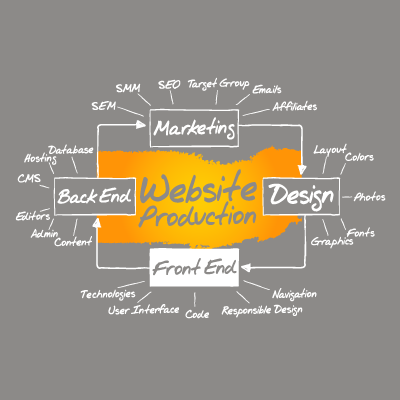 SMM
SEO
Target Group
Emails
SEM
Affiliates
Marketing
Database
Hosting
CMS
Editors
Admin
Content
Back End
Website
Production
Design
Layout
Colors
Photos
Fonts
Graphics
Front End
Technologies
User Interface
Code
Responsible Design
Navigation